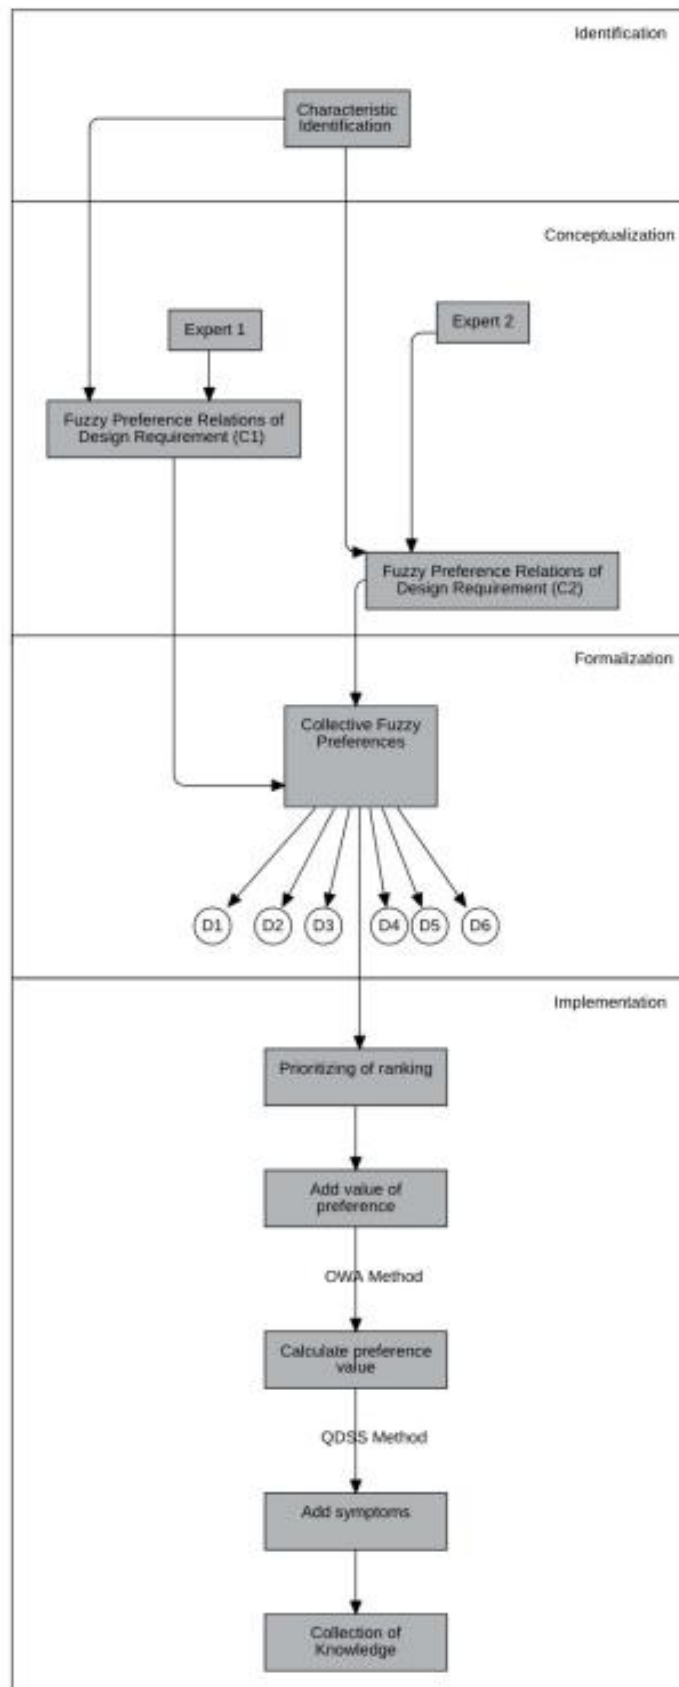 Identification
Characteristic
Identification
Conceptualization
Expert 1
Expert 2
Fuzzy Preference Relations of
Design Requirement (C1)
Fuzzy Preference Relations of
Design Requirement (C2)
Formalization
Collective Fuzzy
Preferences
D1
D2
D3
D4
D5
D6
Implementation
Prioritizing of ranking
Add value of
preference
OWA Method
Calculate preference
value
QDSS Method
Add symptoms
Collection of
Knowledge